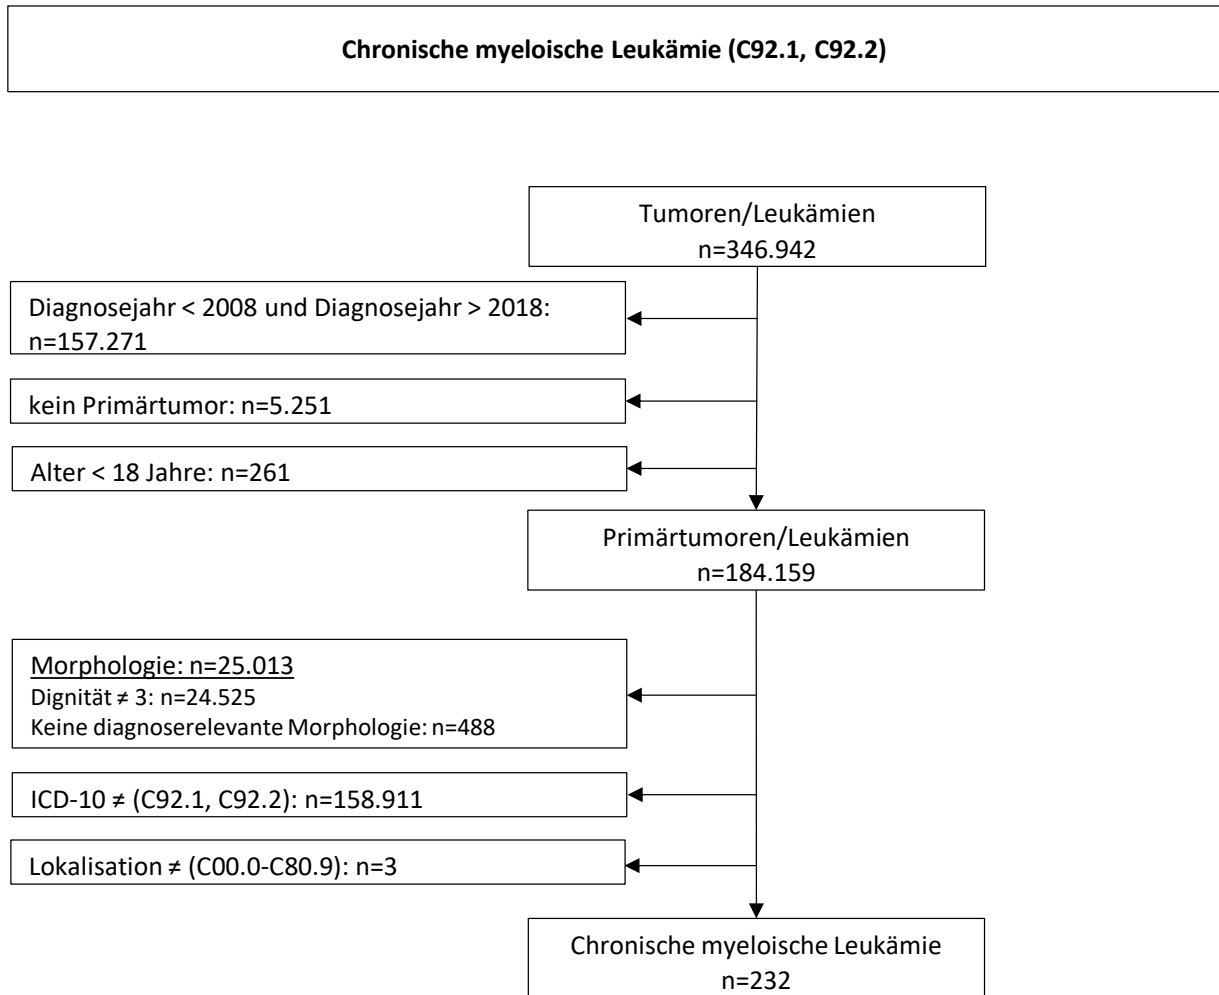 Chronische myeloische Leukämie (C92.1, C92.2)
Tumoren/Leukämien
n=346.942
Diagnosejahr < 2008 und Diagnosejahr > 2018:
n=157.271
kein Primärtumor: n=5.251
Alter < 18 Jahre: n=261
Primärtumoren/Leukämien
n=184.159
Morphologie: n=25.013
Dignität ≠ 3: n=24.525
Keine diagnoserelevante Morphologie: n=488
ICD-10 ≠ (C92.1, C92.2): n=158.911
Lokalisation ≠ (C00.0-C80.9): n=3
Chronische myeloische Leukämie
n=232